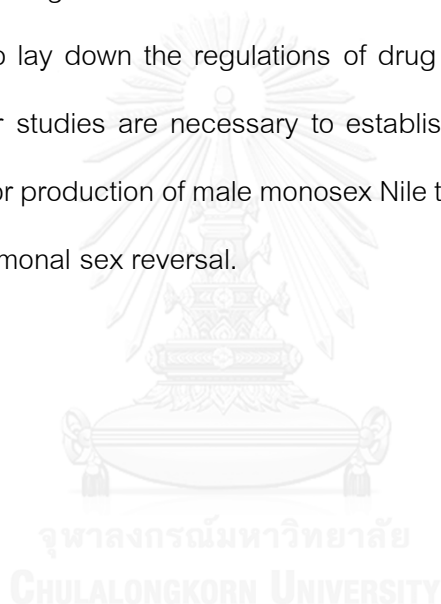 o lay down the regulations of drug
r studies are necessary to establis
or production of male monosex Nile t
monal sex reversal.
จุฬาลงกรณ์มหาวิทยาลัย
CHULALONGKORN UNIVERSITY